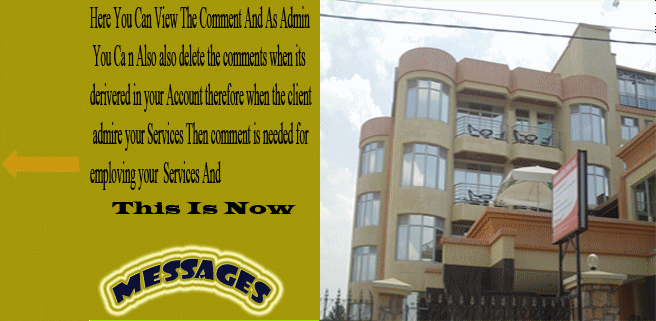 Here You Can View The Comment And As Admin
You Ca n Also also delete the comments when its
derivered in your Account therefore when the client
admire your Services Then comment is needed for
emploving your Services And
This Is Now
MESSAGES